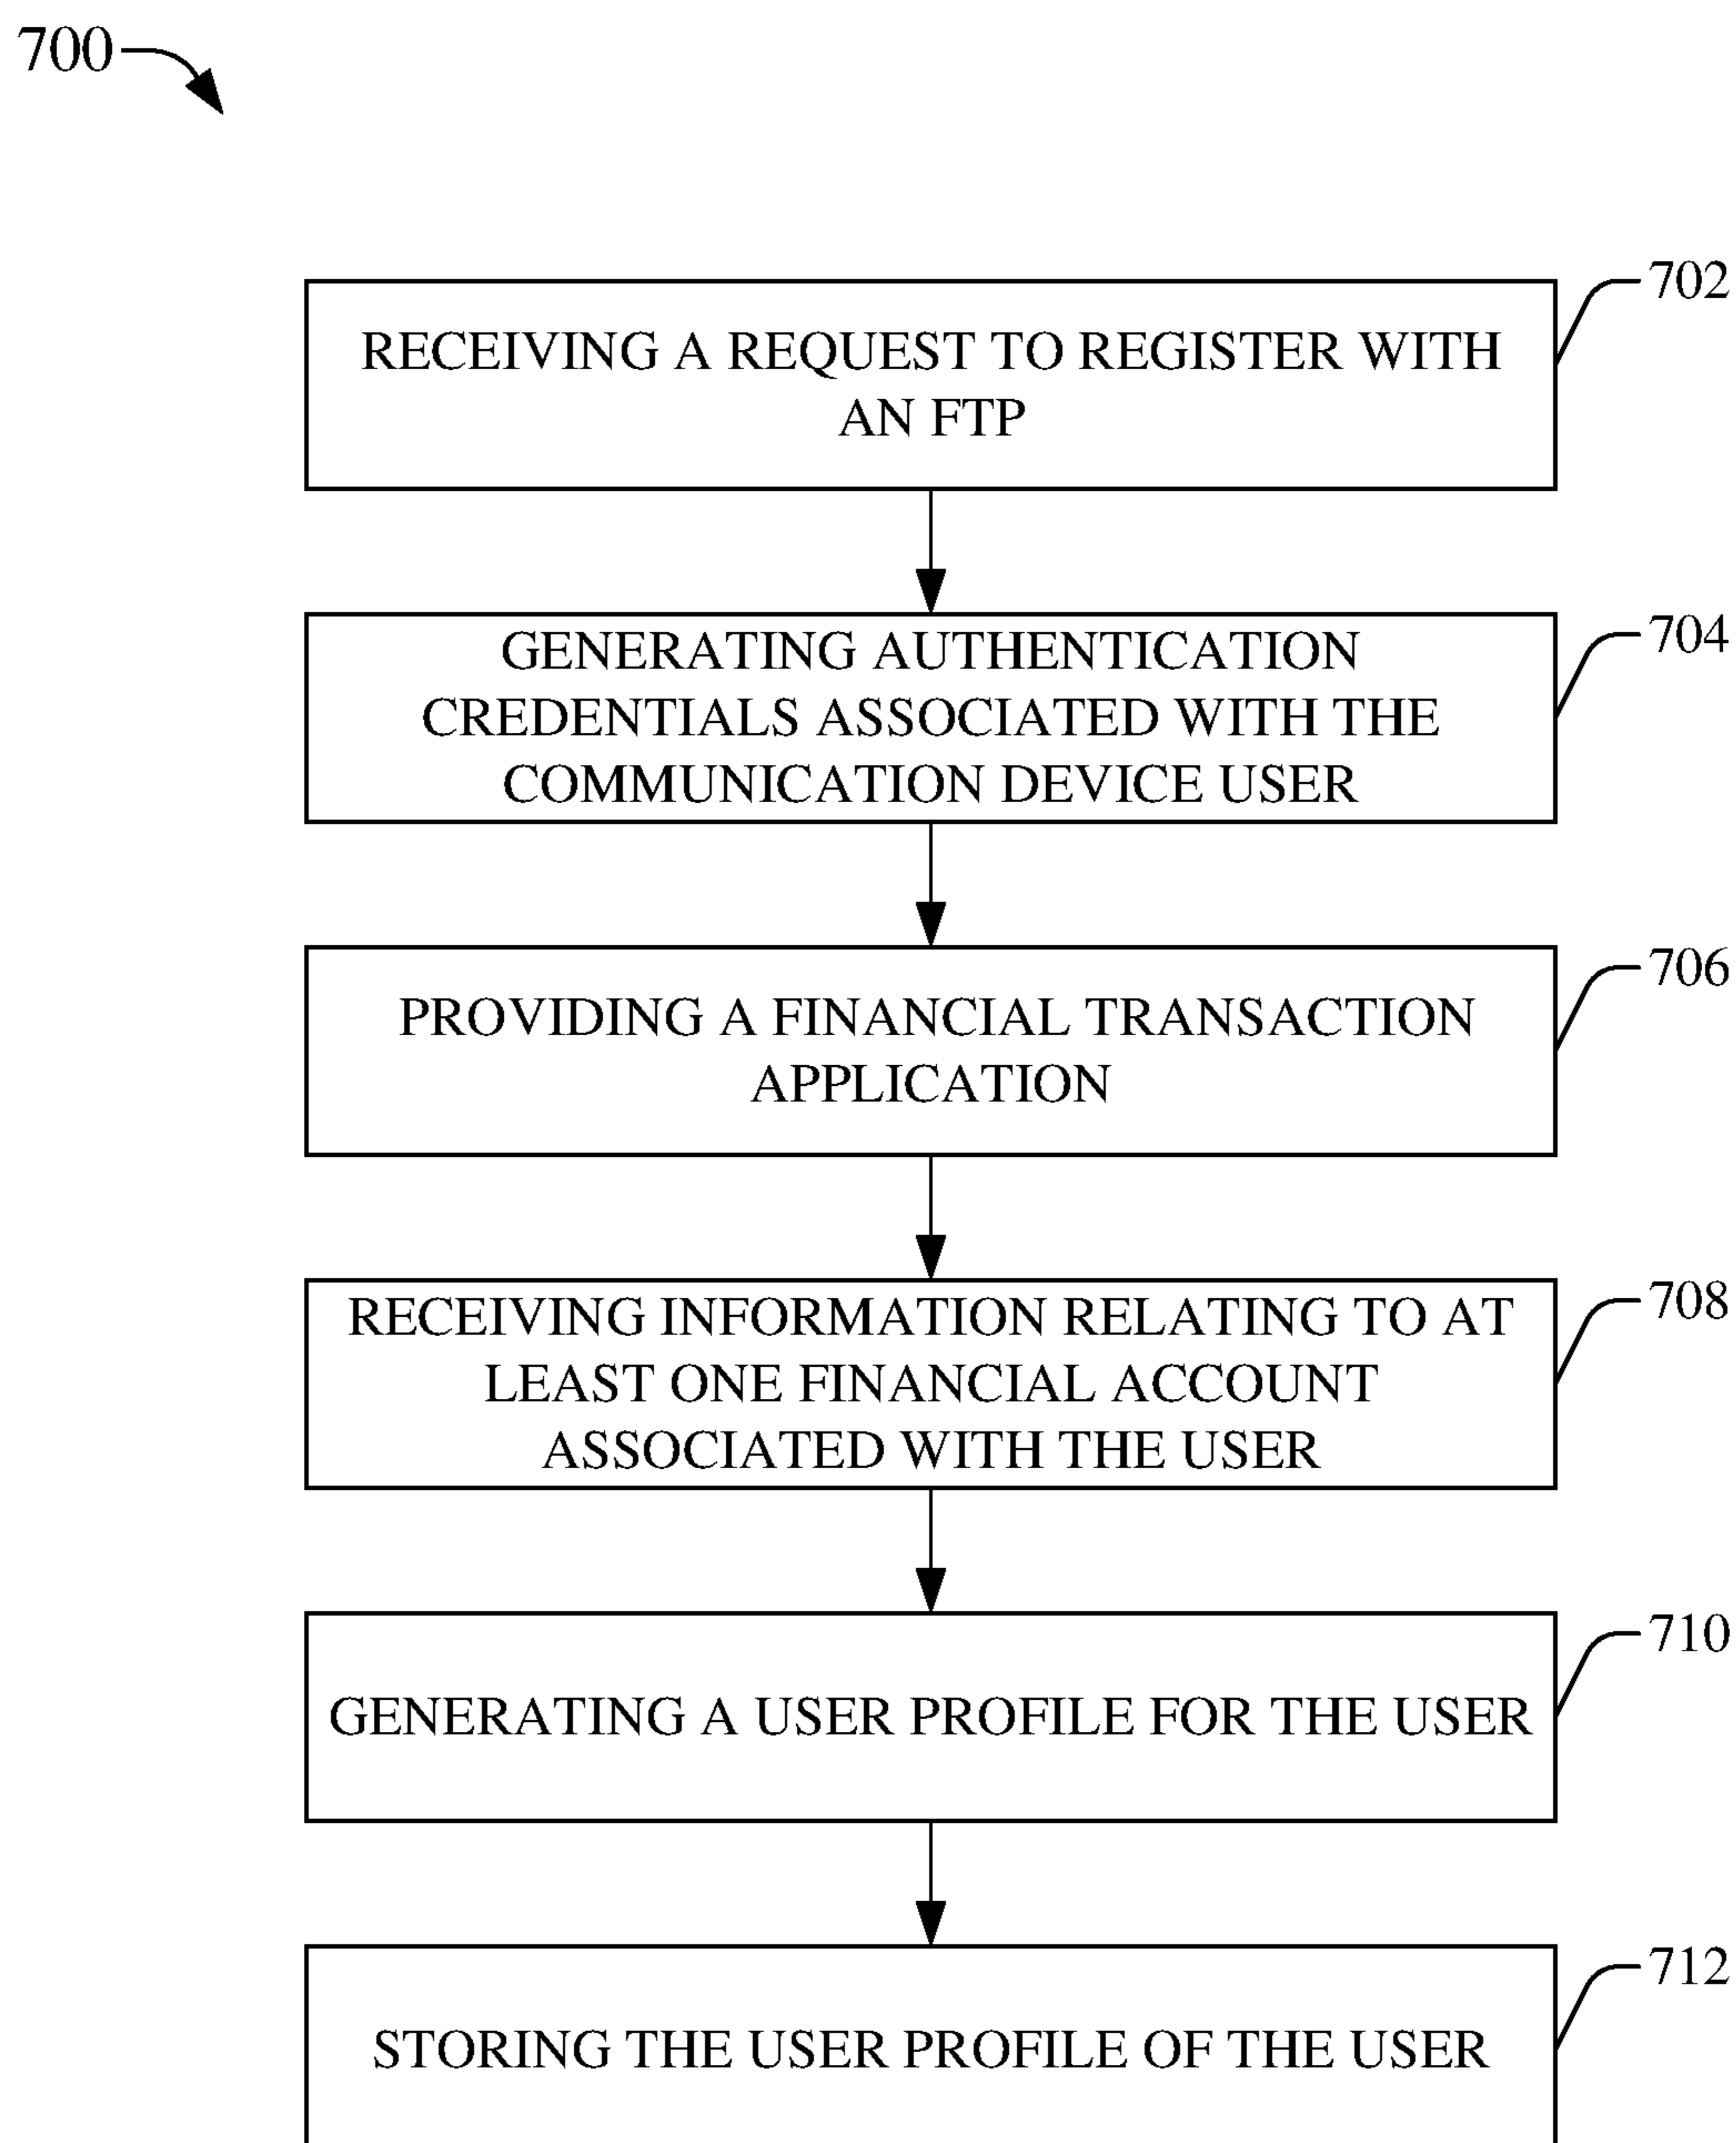 700
702
RECEIVING A REQUEST TO REGISTER WITH
AN FTP
704
GENERATING AUTHENTICATION
CREDENTIALS ASSOCIATED WITH THE
COMMUNICATION DEVICE USER
706
PROVIDING A FINANCIAL TRANSACTION
APPLICATION
708
RECEIVING INFORMATION RELATING TO AT
LEAST ONE FINANCIAL ACCOUNT
ASSOCIATED WITH THE USER
710
GENERATING A USER PROFILE FOR THE USER
712
STORING THE USER PROFILE OF THE USER